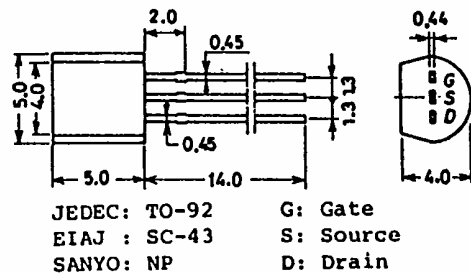 0,44
2.0
0,45
5.0
4.0
1.3
1.3
G
S
D
0,45
5.0
14.0
4.0
JEDEC: TO-92 G: Gate
EIAJ : SC-43 S: Source
SANYO: NP D: Drain